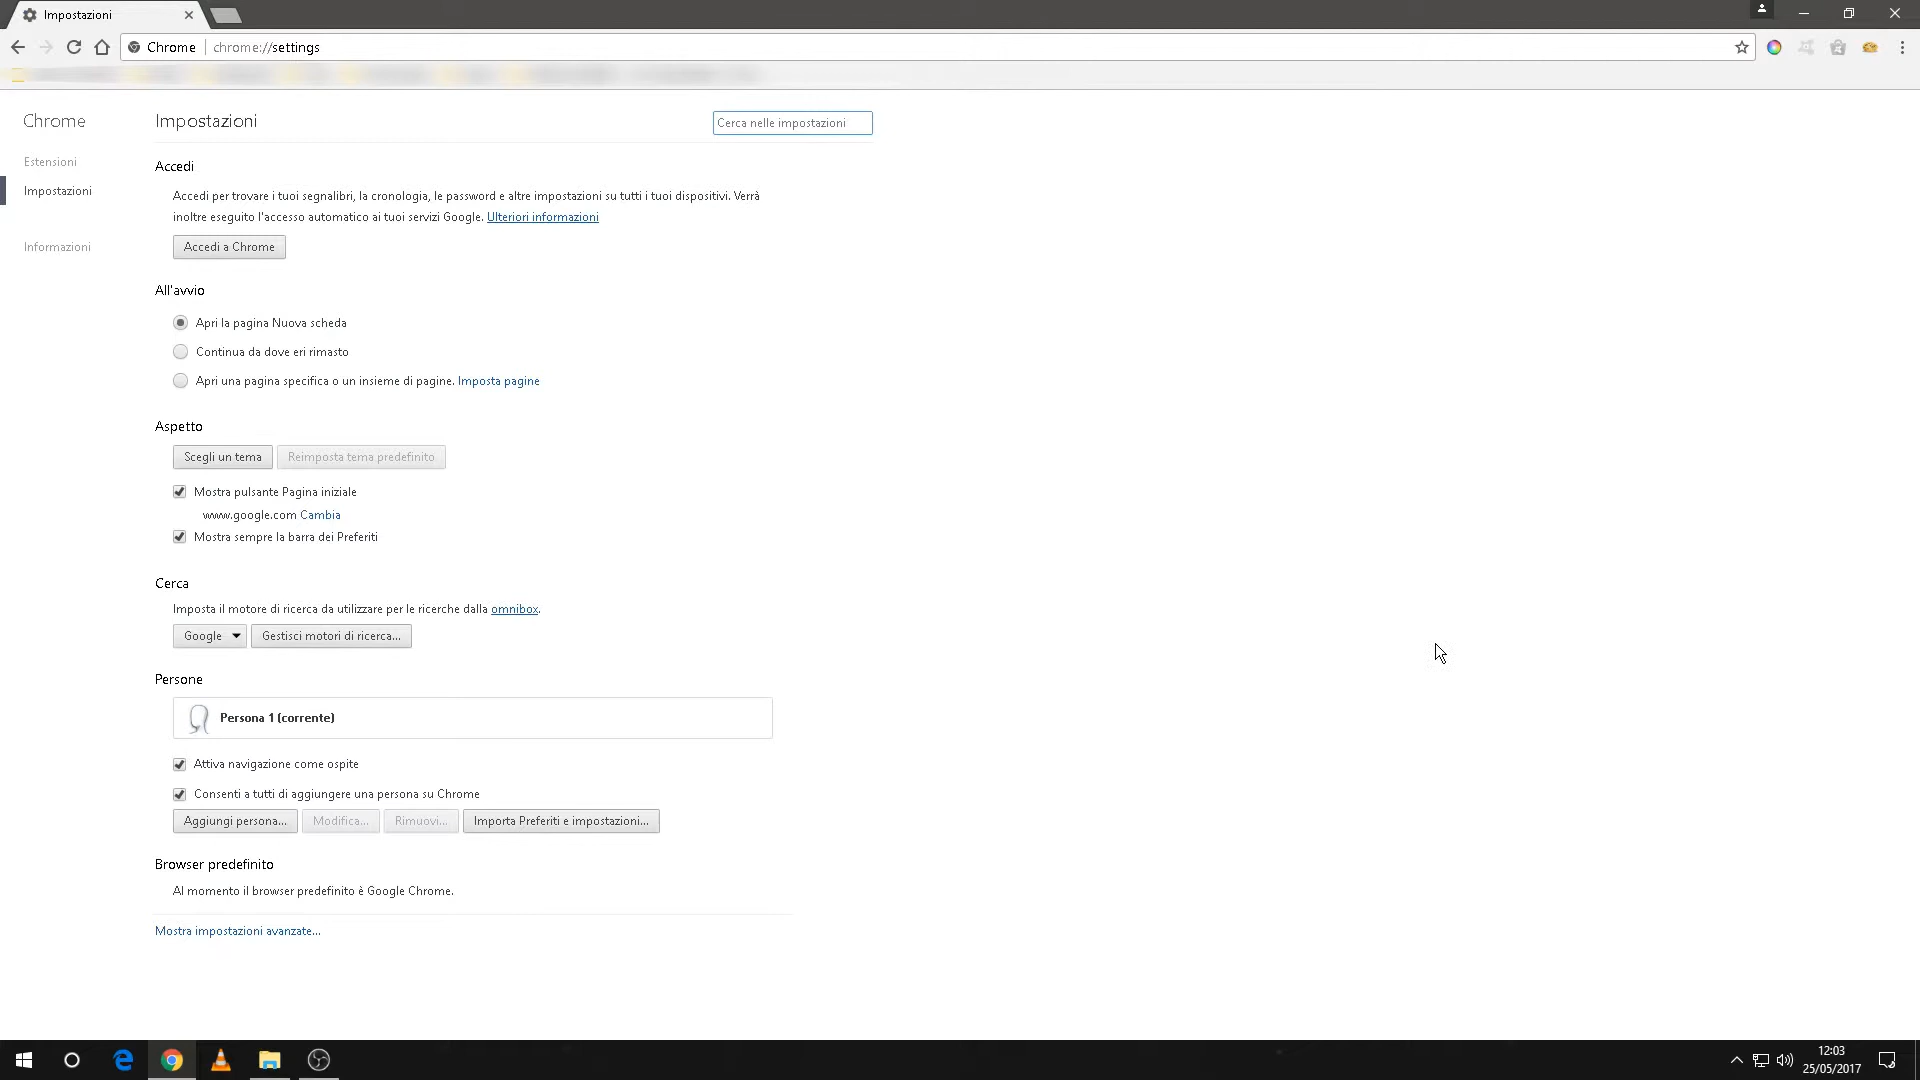 Impostazioni
Chrome chrome://settings
Chrome
Impostazioni
Cerca nelle impostazioni
Estensioni
Impostazioni
Informazioni
Accedi
Accedi per trovare i tuoi segnalibri, la cronologia, le password e altre impostazioni su tutti i tuoi dispositivi. Verrà
inoltre eseguito l'accesso automatico ai tuoi servizi Google. Ulteriori informazioni
Accedi a Chrome
All'avvio
Apri la pagina Nuova scheda
Continua da dove eri rimasto
Apri una pagina specifica o un insieme di pagine. Imposta pagine
Aspetto
Scegli un tema
Reimposta tema predefinito
Mostra pulsante Pagina iniziale
www.google.com Cambia
Mostra sempre la barra dei Preferiti
Cerca
Imposta il motore di ricerca da utilizzare per le ricerche dalla omnibox.
Google
Gestisci motori di ricerca...
Persone
Persona 1 (corrente)
Attiva navigazione come ospite
Consenti a tutti di aggiungere una persona su Chrome
Aggiungi persona...
Modifica...
Rimuovi...
Importa Preferiti e impostazioni...
Browser predefinito
Al momento il browser predefinito è Google Chrome.
Mostra impostazioni avanzate...
12:03
25/05/2017